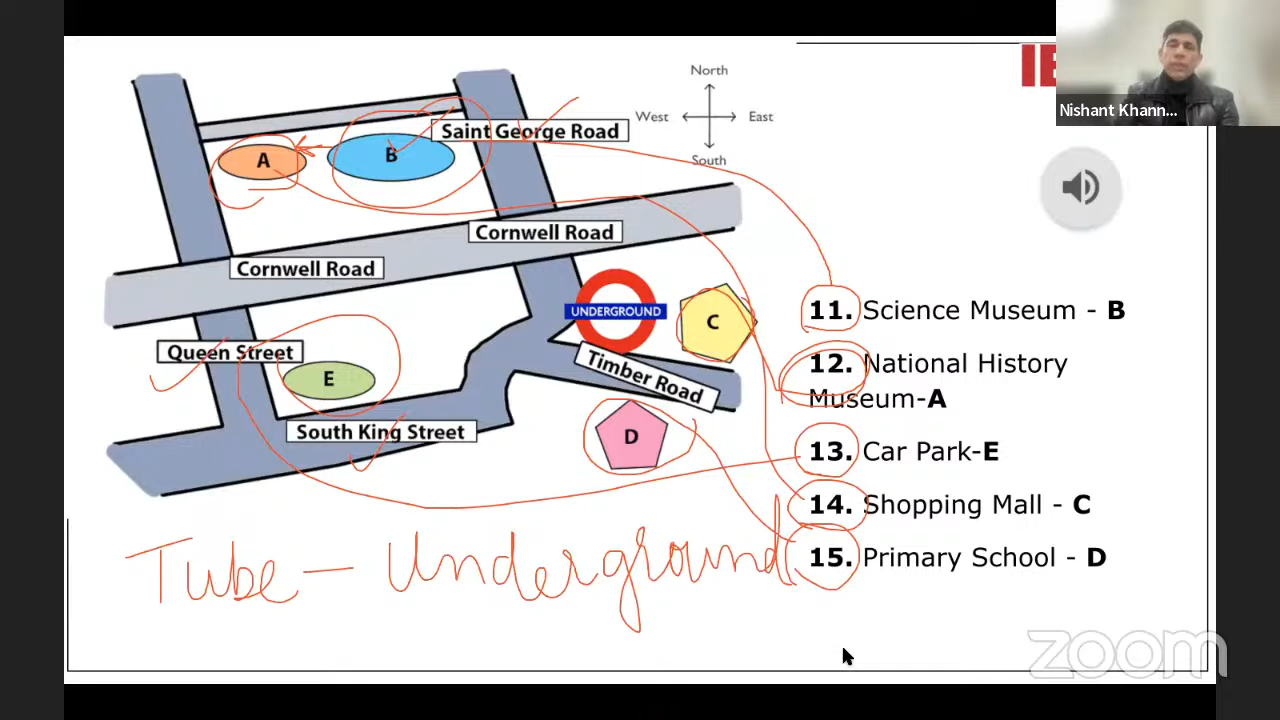 IE
Nishant Khann...
North
West
East
South
Saint George Road
A
B
Cornwell Road
Cornwell Road
UNDERGROUND
C
Queen Street
E
Timber Road
South King Street
D
11. Science Museum - B
12. National History
Museum-A
13. Car Park-E
14. Shopping Mall - C
15. Primary School - D
Tube - Underground
zoom